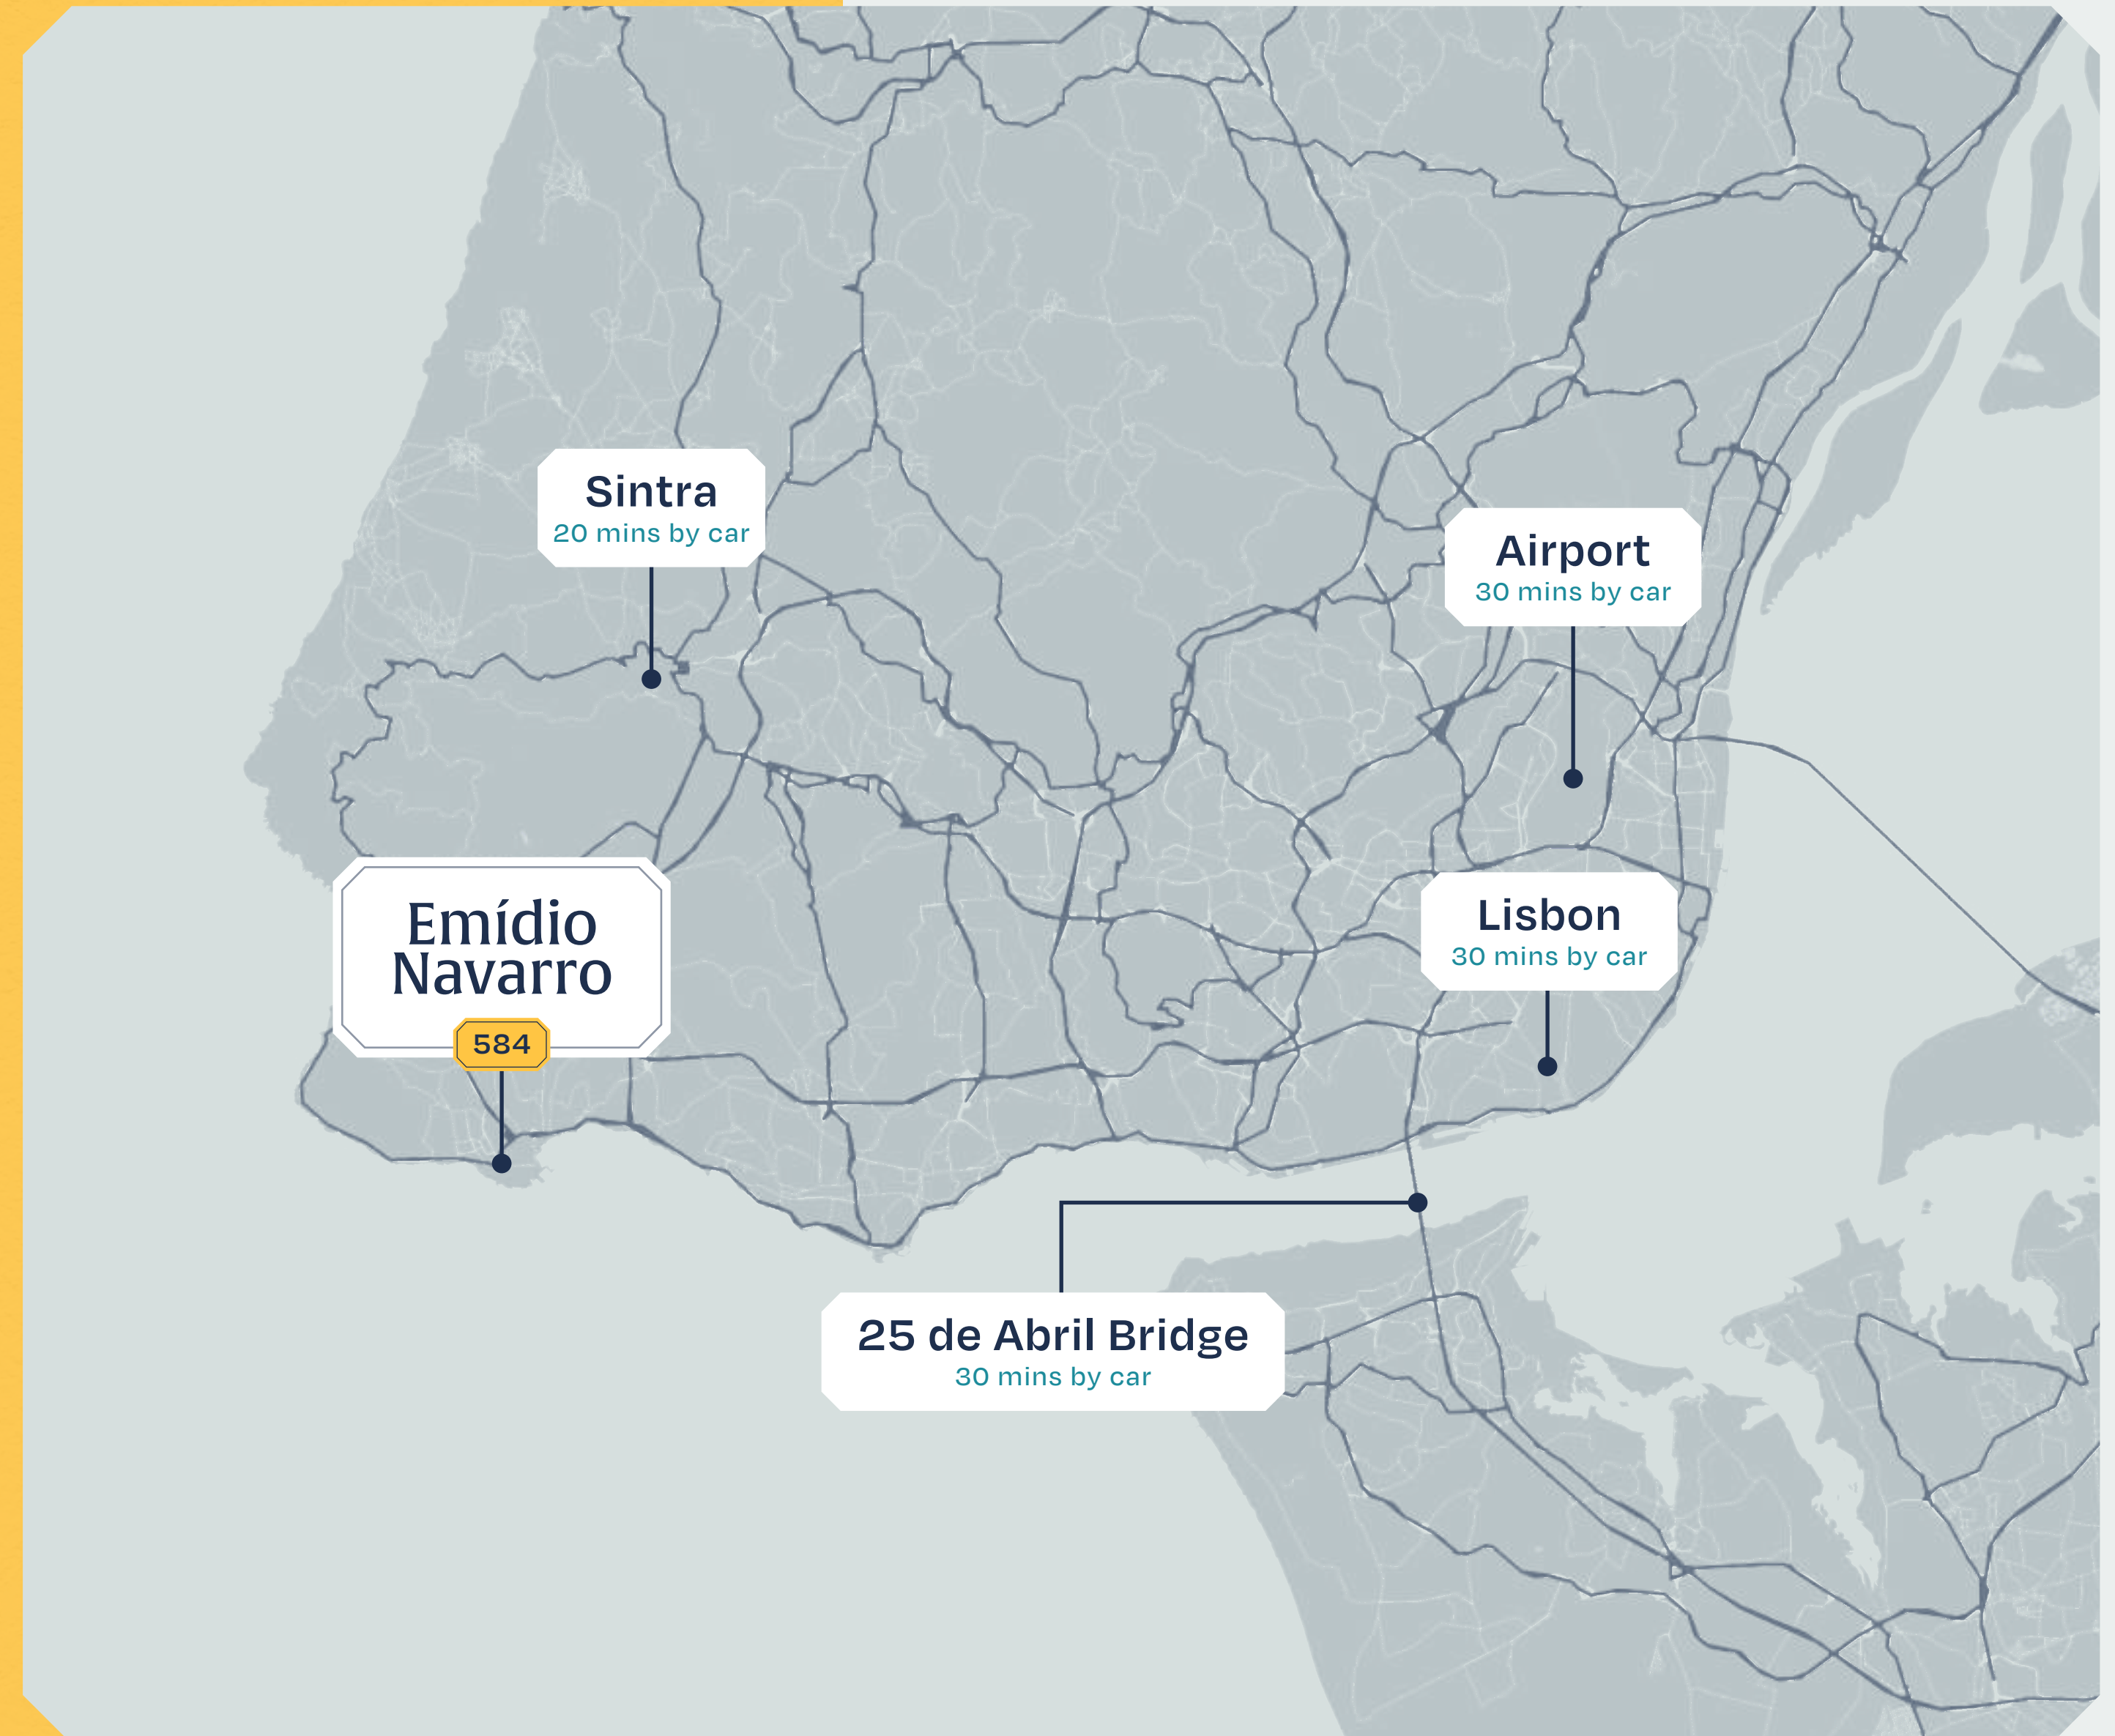 Sintra
20 mins by car
Airport
30 mins by car
Emídio
Navarro
584
Lisbon
30 mins by car
25 de Abril Bridge
30 mins by car